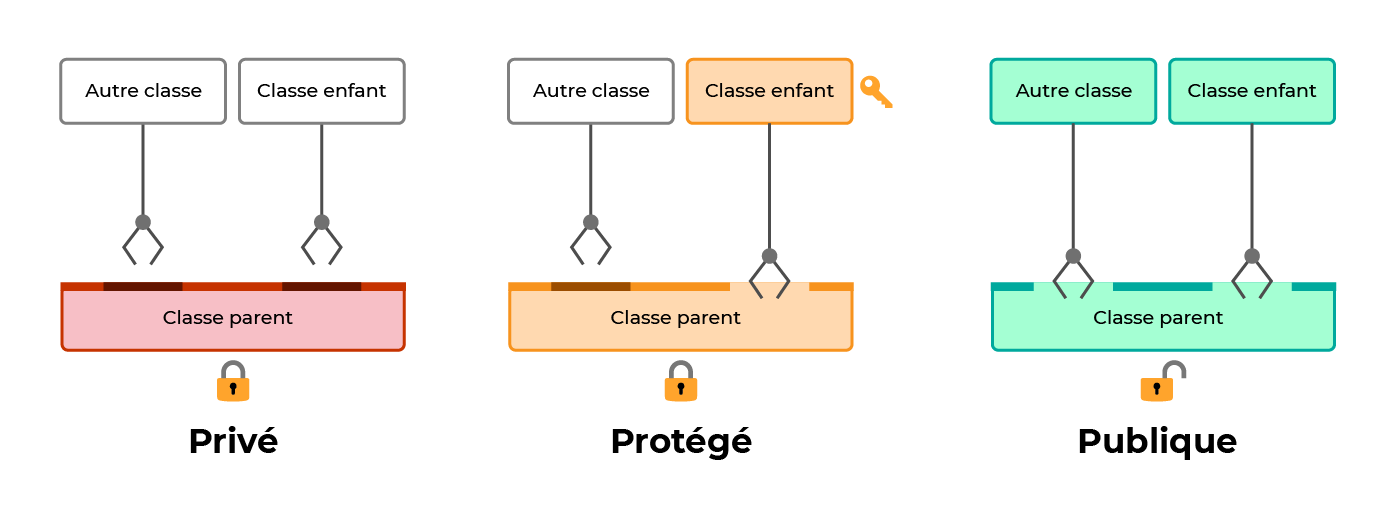 Autre classe
Classe enfant
Classe parent
Privé
Autre classe
Classe enfant
Classe parent
Protégé
Autre classe
Classe enfant
Classe parent
Publique